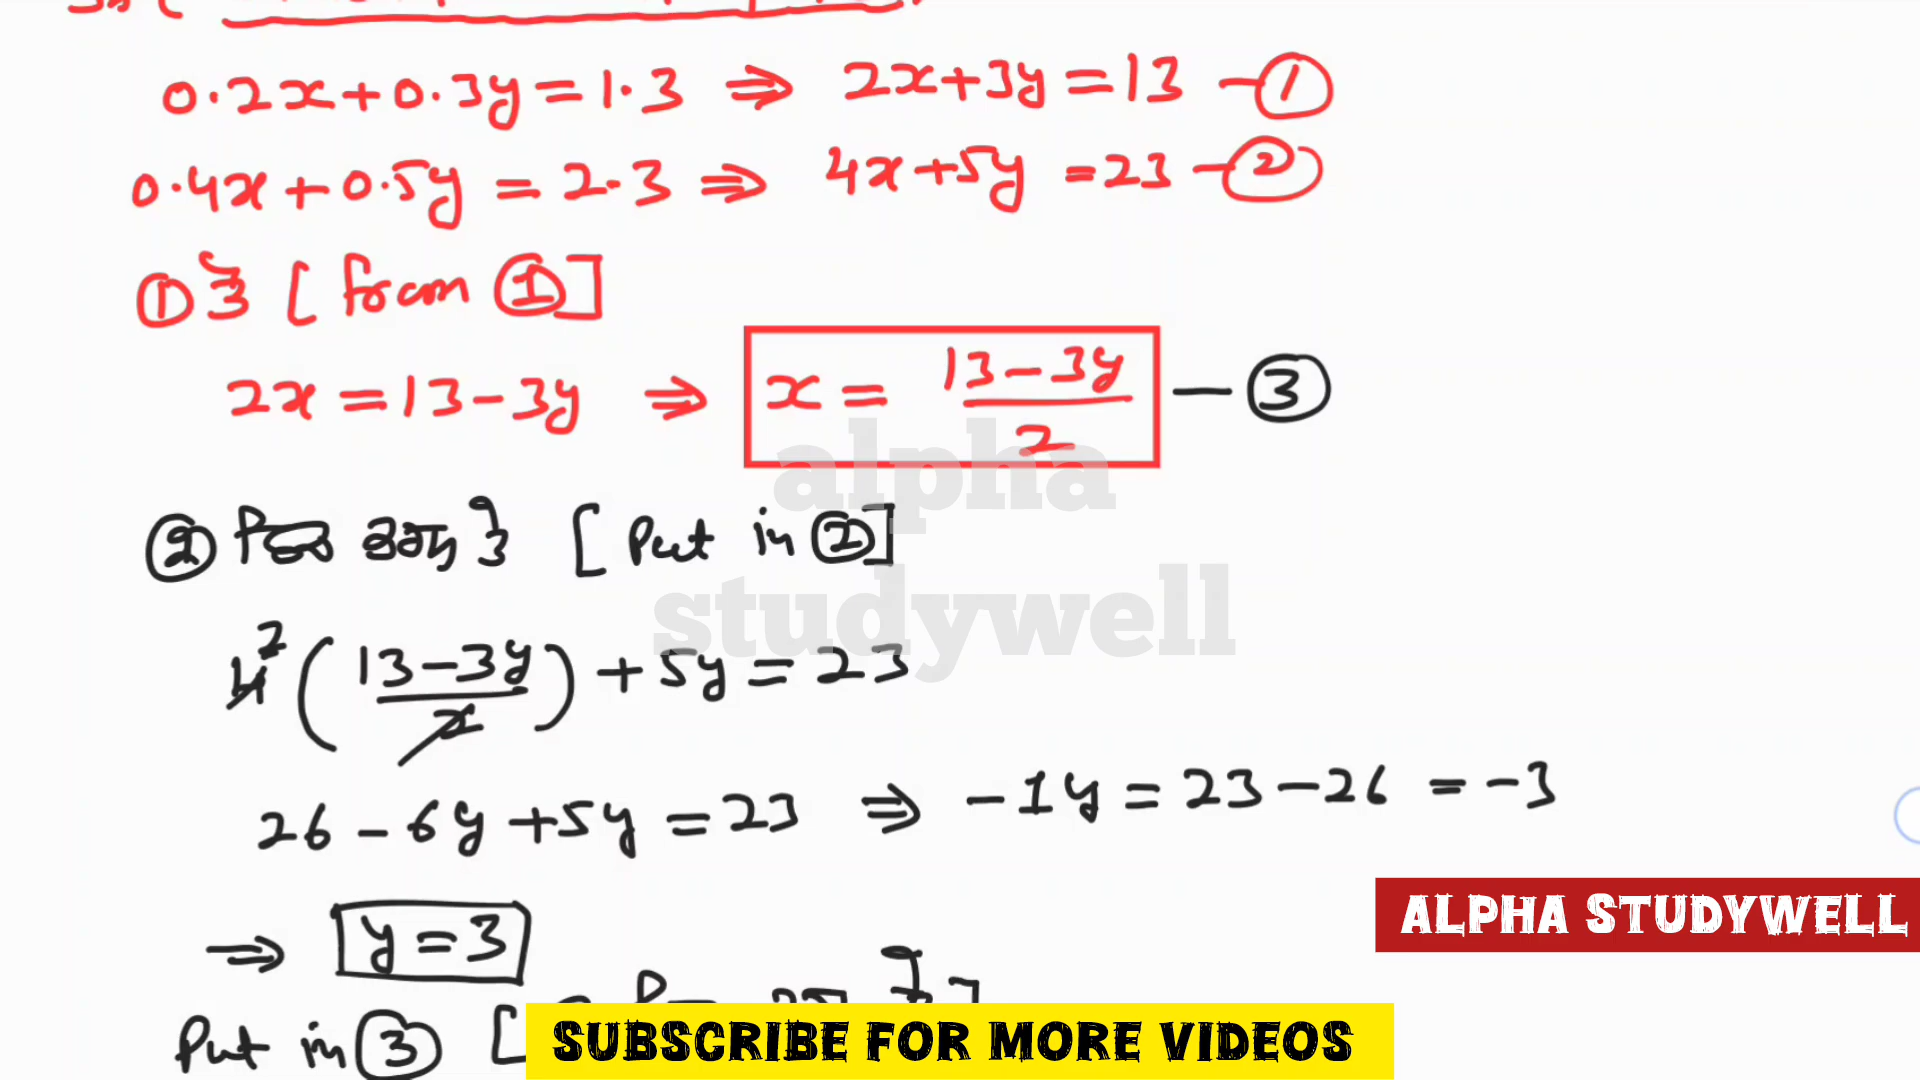 0.2x+0.3y=1.3 ⇒ 2x+3y=13 -①
0.4x+0.5y=2.3 ⇒ 4x+5y=23 -②
① ਤੋਂ [from ①]
2x=13-3y ⇒ x= (13-3y)/2 -③
② [Put in ②]
4² ((13-3y)/2) +5y=23
26-6y+5y=23 ⇒ -1y=23-26=-3
⇒ y=3
Put in ③ [
alpha
studywell
ALPHA STUDYWELL
SUBSCRIBE FOR MORE VIDEOS